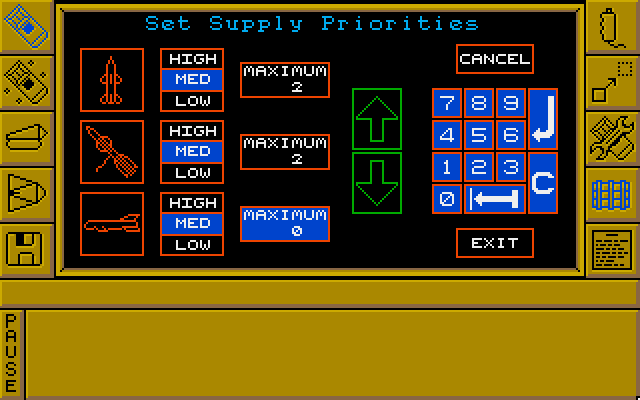 Set Supply Priorities
HIGH
MED
LOW
MAXIMUM
2
HIGH
MED
LOW
MAXIMUM
2
HIGH
MED
LOW
MAXIMUM
0
CANCEL
7 8 9
4 5 6
1 2 3
C
0
EXIT
PAUSE